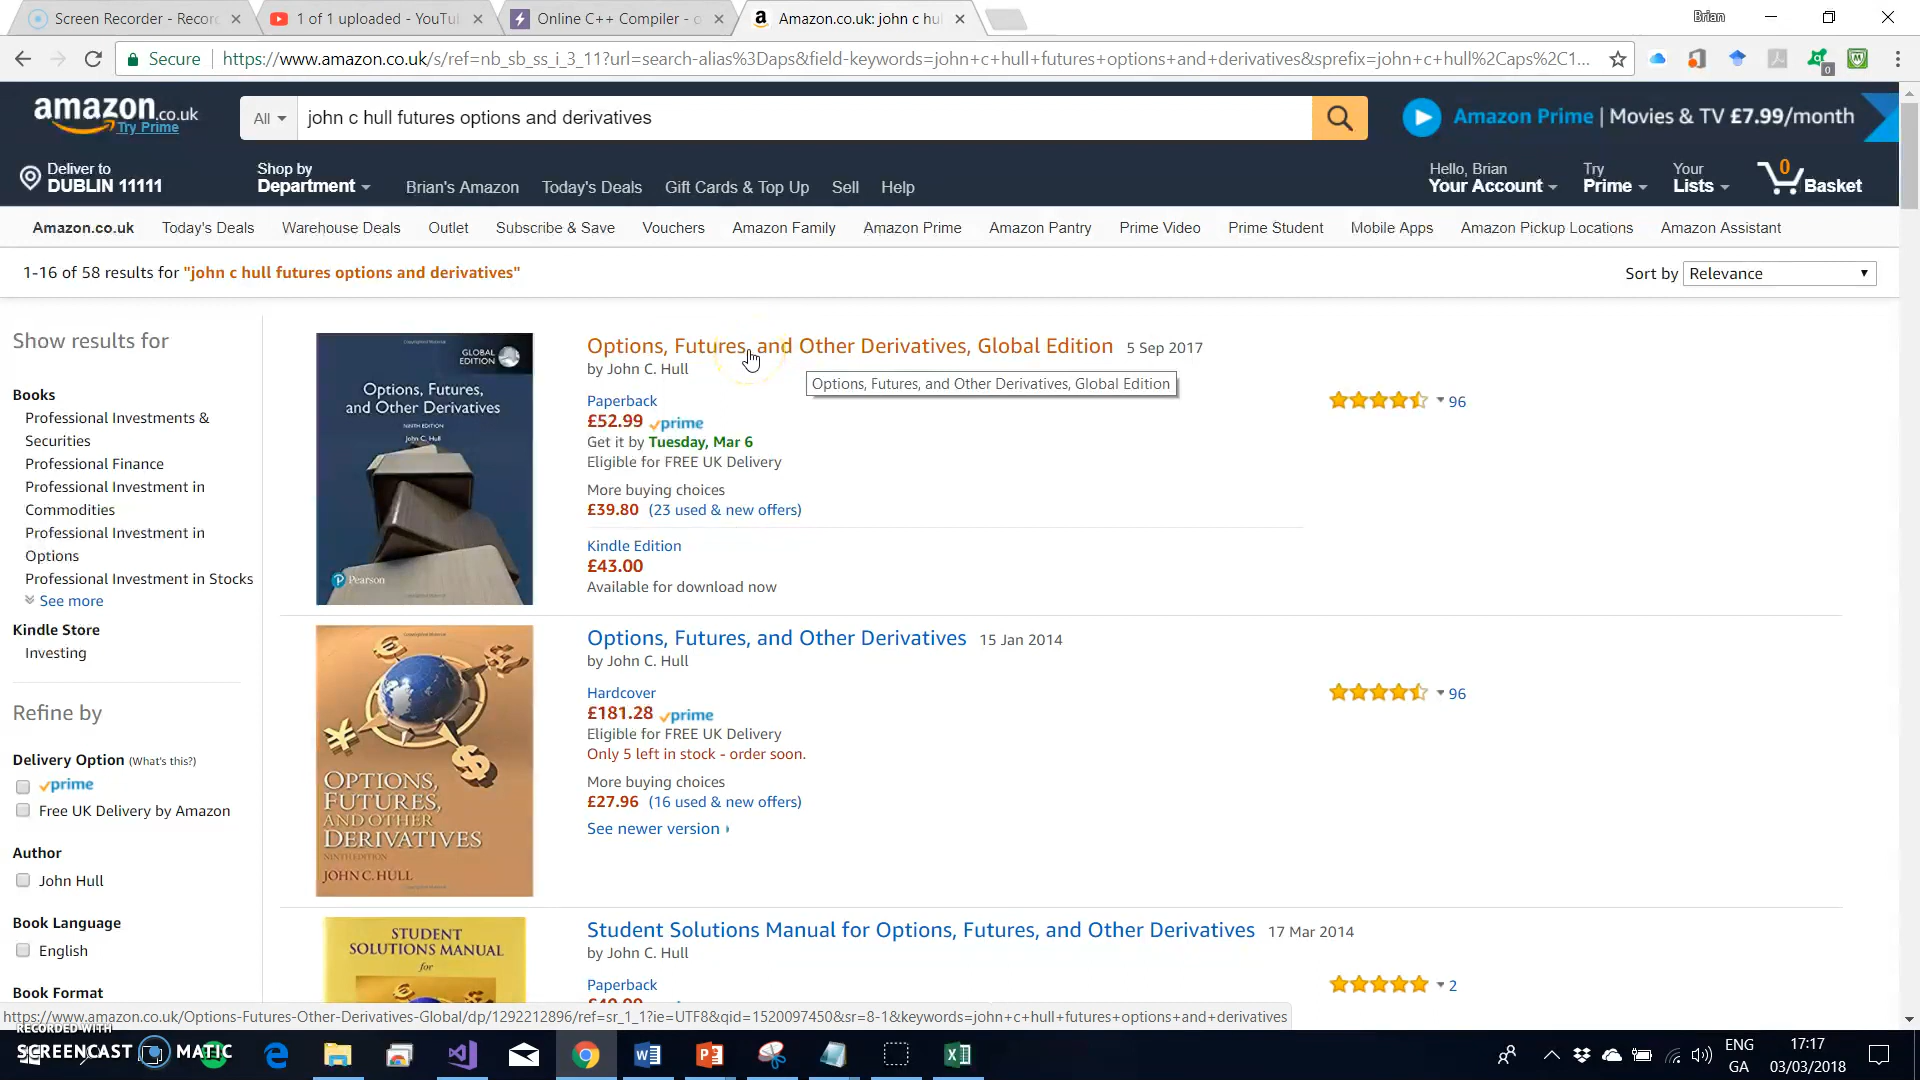 Screen Recorder - Record
1 of 1 uploaded - YouTu
Online C++ Compiler - o
Amazon.co.uk: john c hul
Brian
Secure
https://www.amazon.co.uk/s/ref=nb_sb_ss_i_3_11?url=search-alias%3Daps&field-keywords=john+c+hull+futures+options+and+derivatives&sprefix=john+c+hull%2Caps%2C1...
0
amazon.co.uk
Try Prime
All
john c hull futures options and derivatives
Amazon Prime | Movies & TV £7.99/month
Deliver to
DUBLIN 11111
Shop by
Department
Brian's Amazon
Today's Deals
Gift Cards & Top Up
Sell
Help
Hello, Brian
Your Account
Try
Prime
Your
Lists
0
Basket
Amazon.co.uk
Today's Deals
Warehouse Deals
Outlet
Subscribe & Save
Vouchers
Amazon Family
Amazon Prime
Amazon Pantry
Prime Video
Prime Student
Mobile Apps
Amazon Pickup Locations
Amazon Assistant
1-16 of 58 results for "john c hull futures options and derivatives"
Sort by
Relevance
Show results for
Books
Professional Investments &
Securities
Professional Finance
Professional Investment in
Commodities
Professional Investment in
Options
Professional Investment in Stocks
See more
Kindle Store
Investing
Refine by
Delivery Option (What's this?)
prime
Free UK Delivery by Amazon
Author
John Hull
Book Language
English
Book Format
GLOBAL
EDITION
Options, Futures,
and Other Derivatives
NINTH EDITION
John C. Hull
Pearson
Options, Futures, and Other Derivatives, Global Edition 5 Sep 2017
by John C. Hull
Options, Futures, and Other Derivatives, Global Edition
Paperback
£52.99 prime
Get it by Tuesday, Mar 6
Eligible for FREE UK Delivery
More buying choices
£39.80 (23 used & new offers)
Kindle Edition
£43.00
Available for download now
96
OPTIONS,
FUTURES,
AND OTHER
DERIVATIVES
NINTH EDITION
JOHN C. HULL
Options, Futures, and Other Derivatives 15 Jan 2014
by John C. Hull
Hardcover
£181.28 prime
Eligible for FREE UK Delivery
Only 5 left in stock - order soon.
More buying choices
£27.96 (16 used & new offers)
See newer version
96
STUDENT
SOLUTIONS MANUAL
for
Student Solutions Manual for Options, Futures, and Other Derivatives 17 Mar 2014
by John C. Hull
Paperback
2
https://www.amazon.co.uk/Options-Futures-Other-Derivatives-Global/dp/1292212896/ref=sr_1_1?ie=UTF8&qid=1520097450&sr=8-1&keywords=john+c+hull+futures+options+and+derivatives
RECORDED WITH
SCREENCAST MATIC
ENG
GA
17:17
03/03/2018